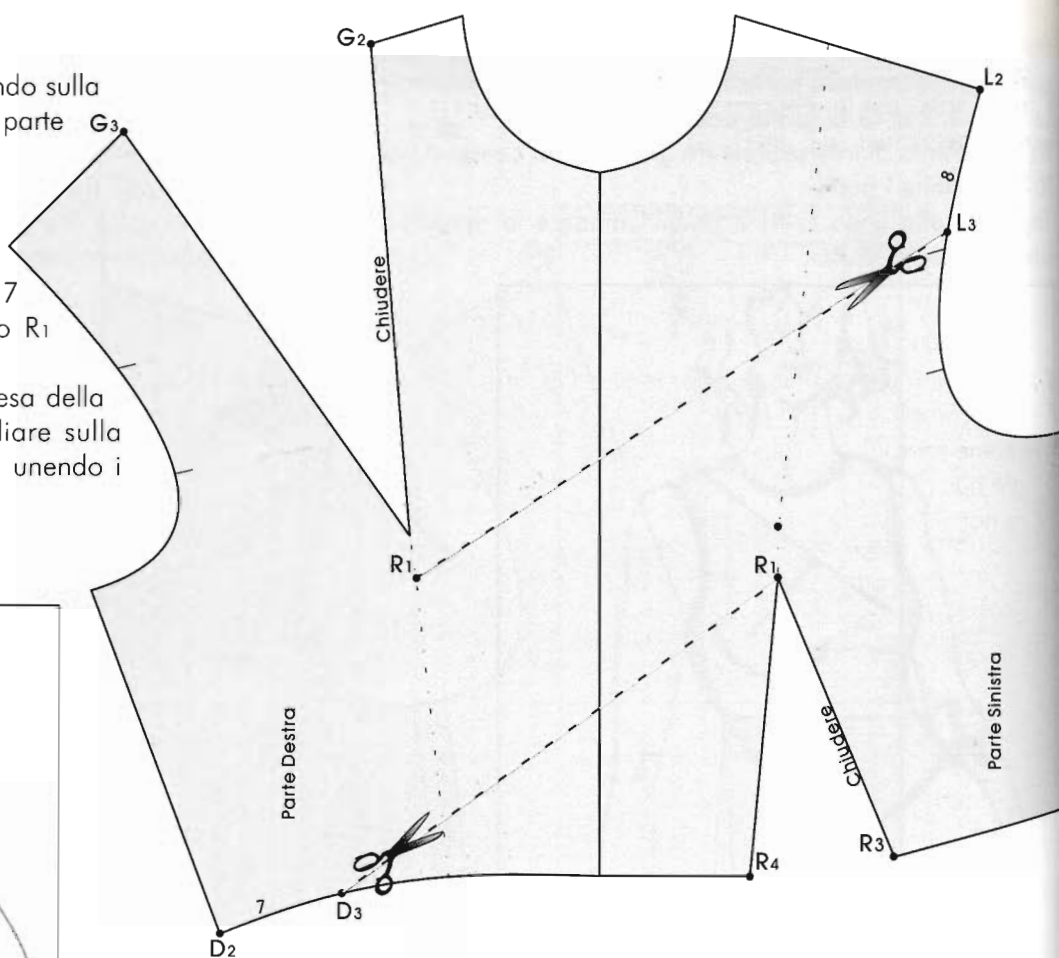 ndo sulla
parte
7
o R1
esa della
liare sulla
unendo i
G2
G3
L2
8
L3
Chiudere
R1
R1
Parte Destra
Chiudere
Parte Sinistra
R3
R4
7
D3
D2